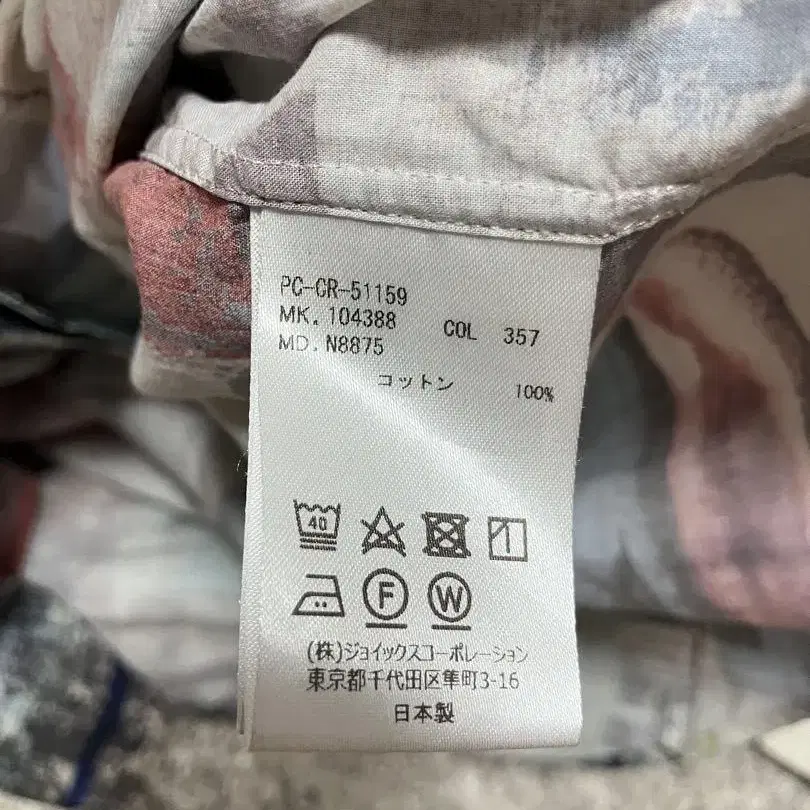 PC-CR-51159
MK. 104388 COL 357
MD. N8875
コットン 100%
40
F W
(株)ジョイックスコーポレーション
東京都千代田区隼町3-16
日本製